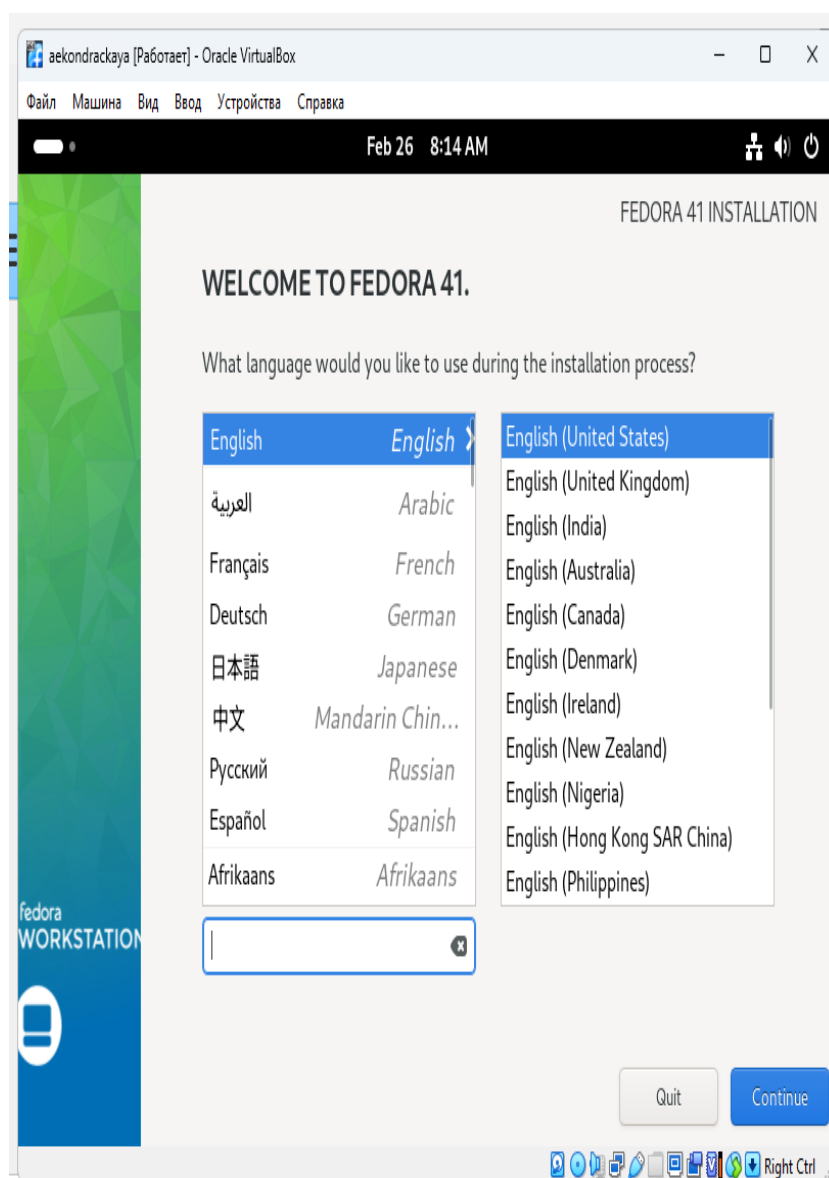 aekondrackaya [Работает] - Oracle VirtualBox
Файл Машина Вид Ввод Устройства Справка
Feb 26 8:14 AM
FEDORA 41 INSTALLATION
WELCOME TO FEDORA 41.
What language would you like to use during the installation process?
English English
العربية Arabic
Français French
Deutsch German
日本語 Japanese
中文 Mandarin Chin...
Русский Russian
Español Spanish
Afrikaans Afrikaans
English (United States)
English (United Kingdom)
English (India)
English (Australia)
English (Canada)
English (Denmark)
English (Ireland)
English (New Zealand)
English (Nigeria)
English (Hong Kong SAR China)
English (Philippines)
fedora
WORKSTATION
Quit Continue
Right Ctrl